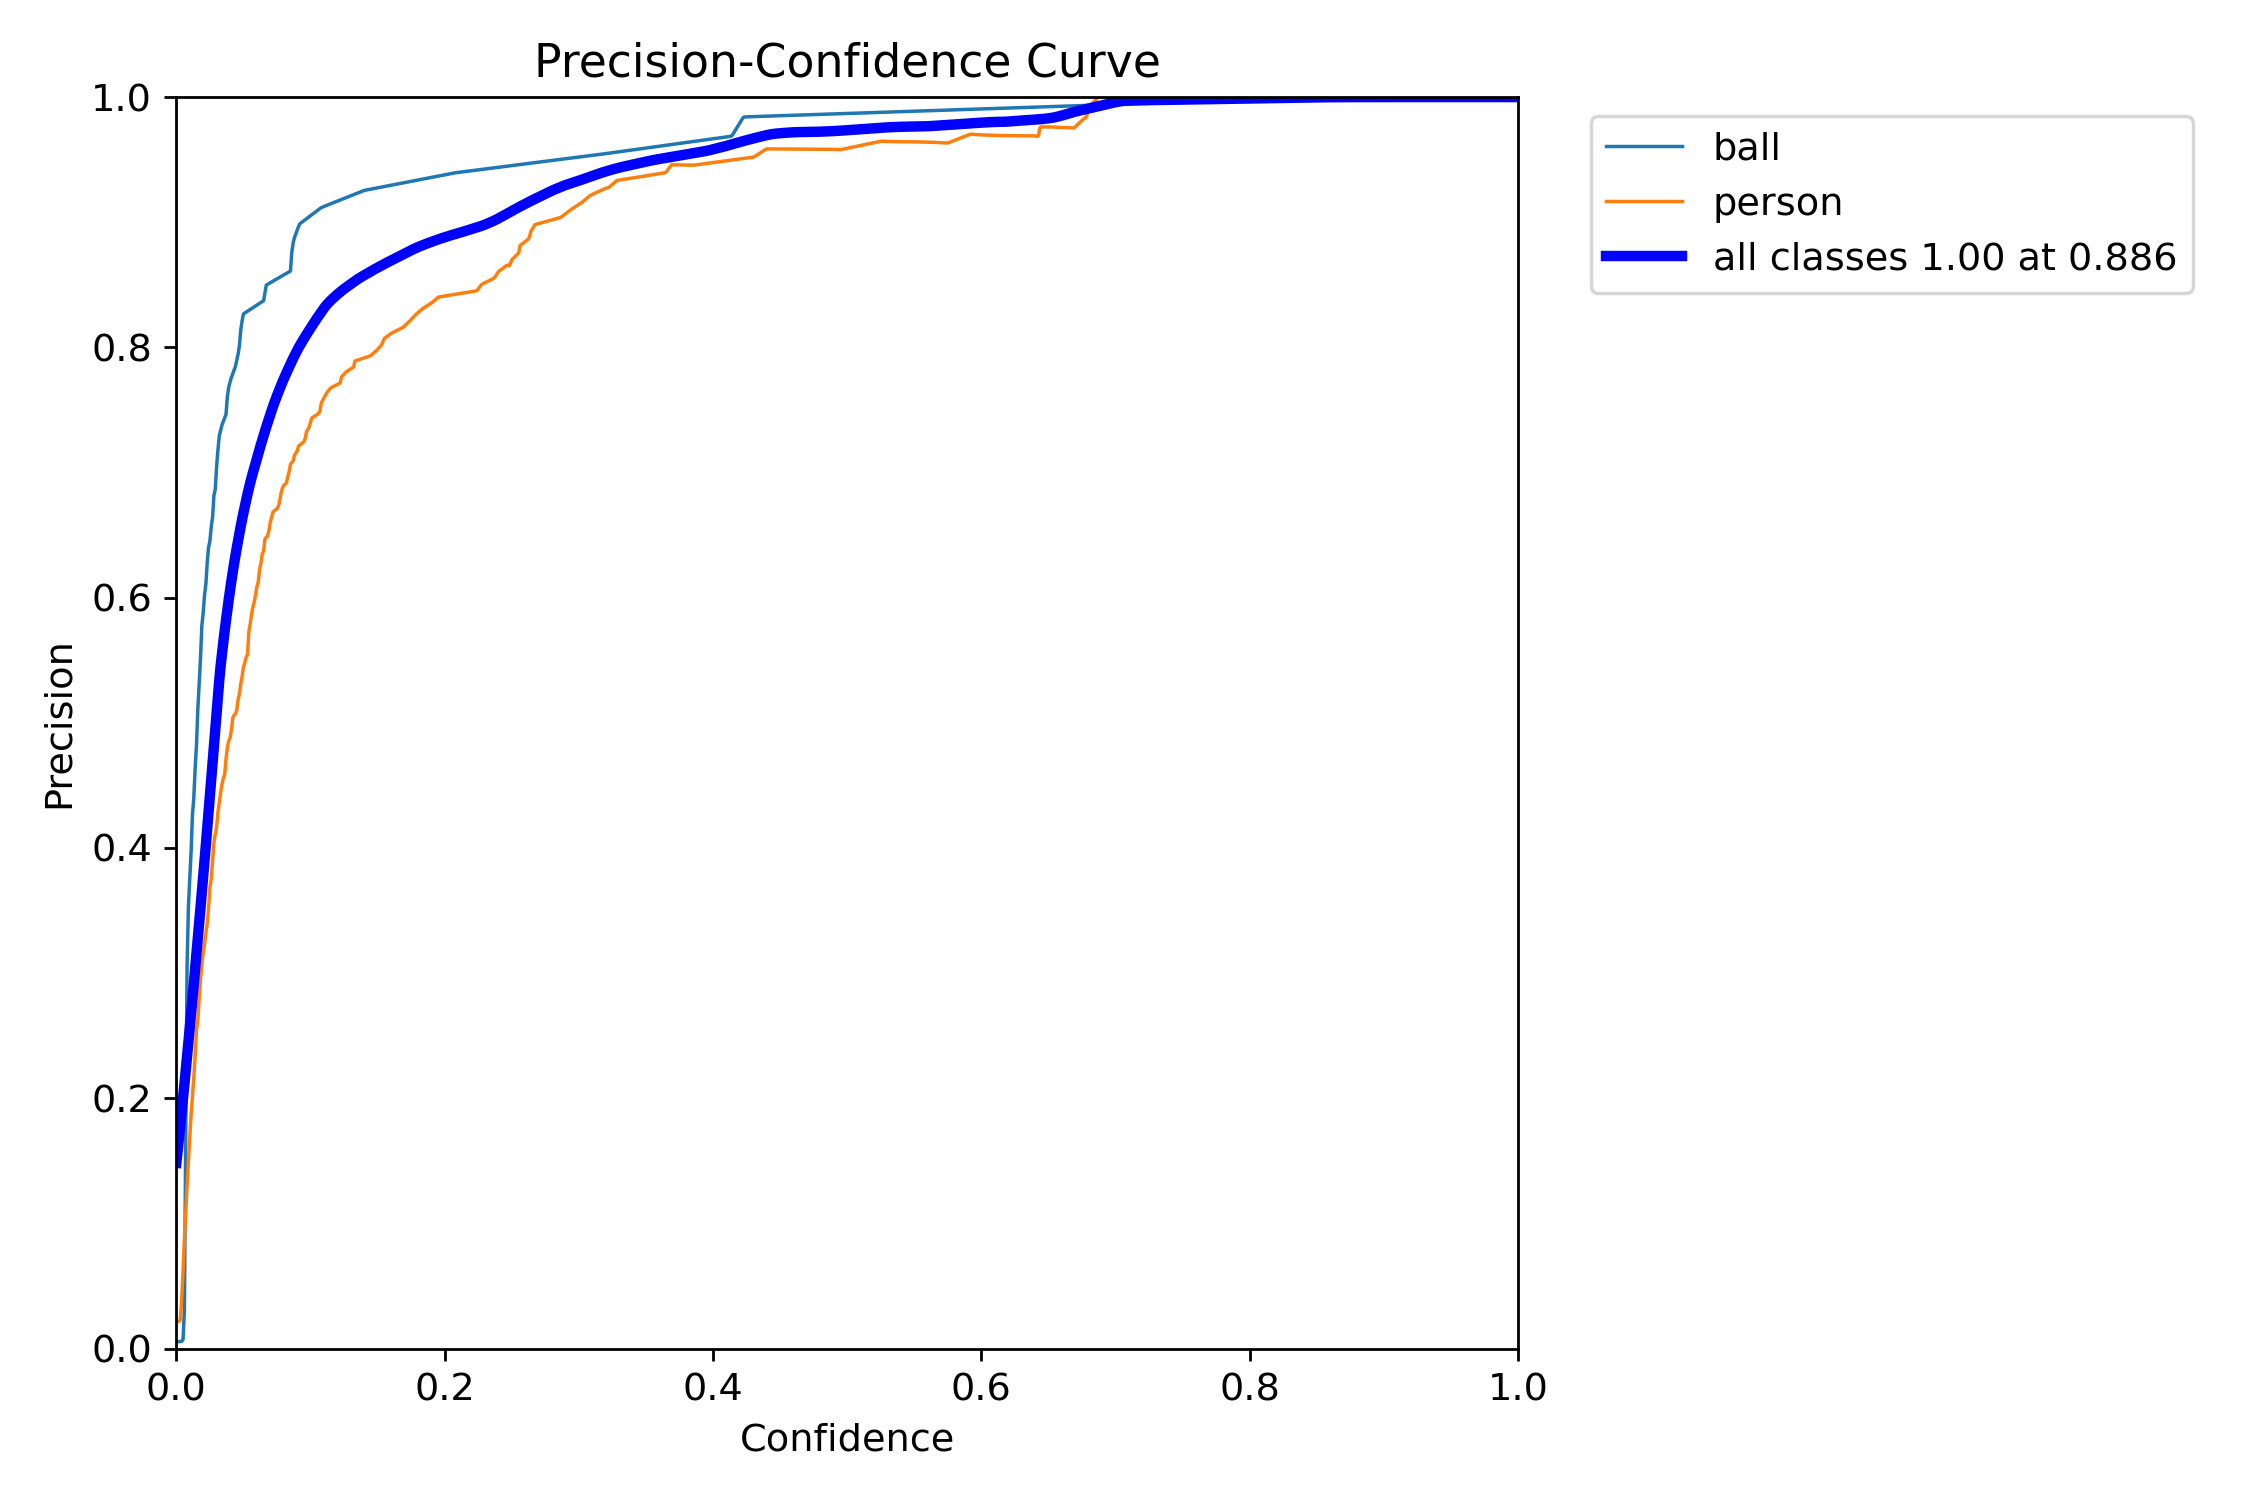 Precision-Confidence Curve
1.0
0.8
0.6
0.4
0.2
0.0
Precision
0.0 0.2 0.4 0.6 0.8 1.0
Confidence
ball
person
all classes 1.00 at 0.886